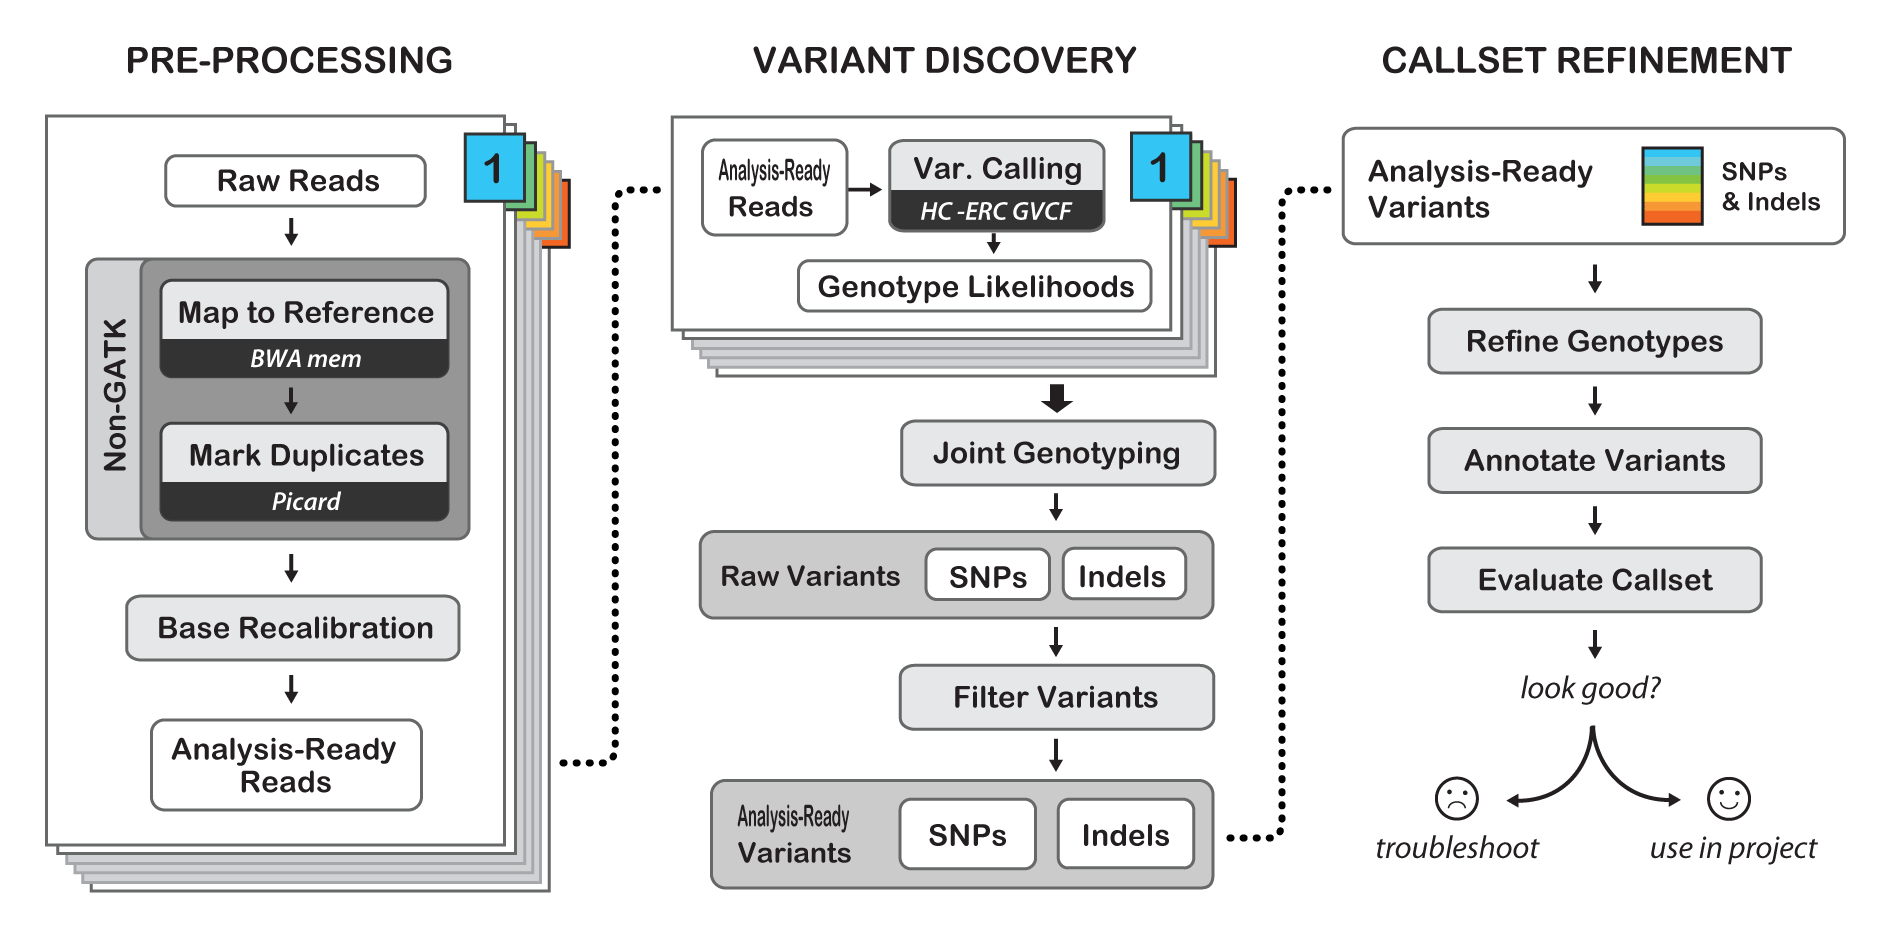 PRE-PROCESSING
1
Raw Reads
Non-GATK
Map to Reference
BWA mem
Mark Duplicates
Picard
Base Recalibration
Analysis-Ready
Reads
VARIANT DISCOVERY
1
Analysis-Ready
Reads
Var. Calling
HC -ERC GVCF
Genotype Likelihoods
Joint Genotyping
Raw Variants
SNPs
Indels
Filter Variants
Analysis-Ready
Variants
SNPs
Indels
CALLSET REFINEMENT
Analysis-Ready
Variants
SNPs
& Indels
Refine Genotypes
Annotate Variants
Evaluate Callset
look good?
troubleshoot
use in project